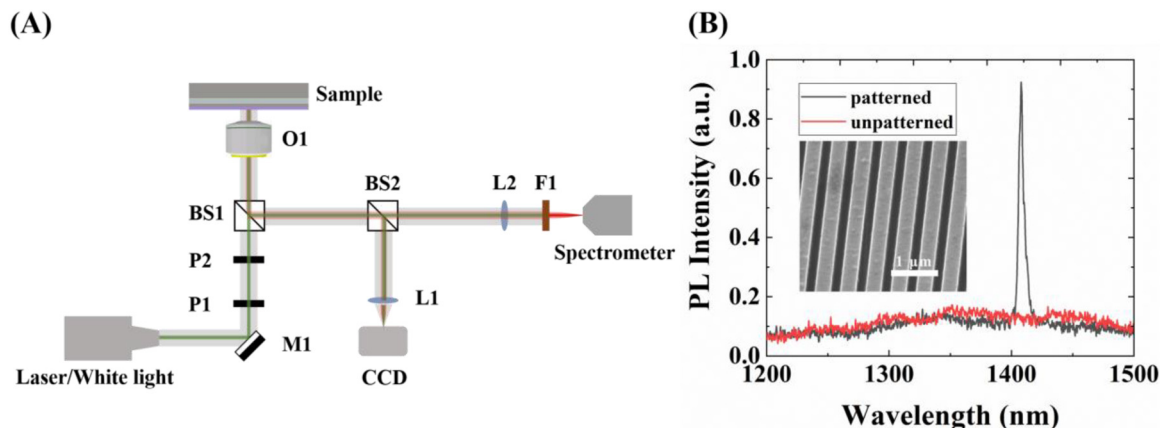 (A)
Sample
O1
BS1
BS2
L2
F1
Spectrometer
P2
P1
L1
M1
Laser/White light
CCD
(B)
PL Intensity (a.u.)
1.0
0.8
0.6
0.4
0.2
0.0
patterned
unpatterned
1 μm
1200
1300
1400
1500
Wavelength (nm)